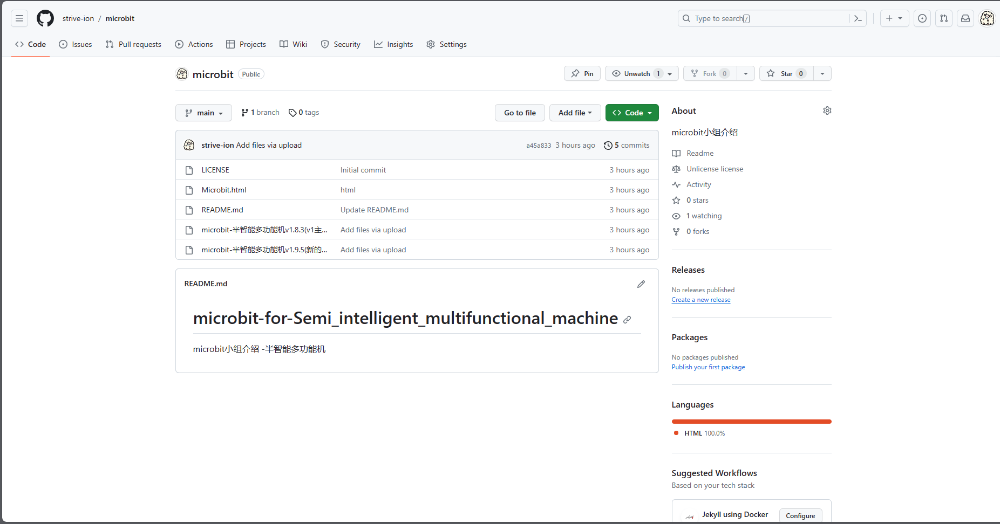 strive-ion / microbit
Type to search /
Code Issues Pull requests Actions Projects Wiki Security Insights Settings
microbit Public
Pin Unwatch 1 Fork 0 Star 0
main 1 branch 0 tags Go to file Add file Code
strive-ion Add files via upload a45a833 3 hours ago 5 commits
LICENSE Initial commit 3 hours ago
Microbit.html html 3 hours ago
README.md Update README.md 3 hours ago
microbit-半智能多功能机v1.8.3(v1主... Add files via upload 3 hours ago
microbit-半智能多功能机v1.9.5(新的... Add files via upload 3 hours ago
README.md
microbit-for-Semi_intelligent_multifunctional_machine
microbit小组介绍 -半智能多功能机
About
microbit小组介绍
Readme
Unlicense license
Activity
0 stars
1 watching
0 forks
Releases
No releases published
Create a new release
Packages
No packages published
Publish your first package
Languages
HTML 100.0%
Suggested Workflows
Based on your tech stack
Jekyll using Docker Configure